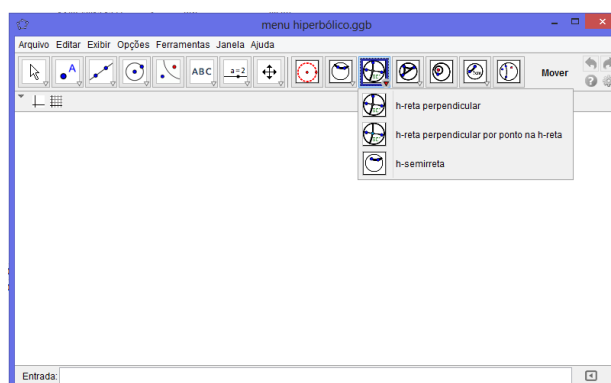 menu hiperbólico.ggb
Arquivo Editar Exibir Opções Ferramentas Janela Ajuda
A
ABC
a=2
Mover
h-reta perpendicular
h-reta perpendicular por ponto na h-reta
h-semirreta
Entrada: